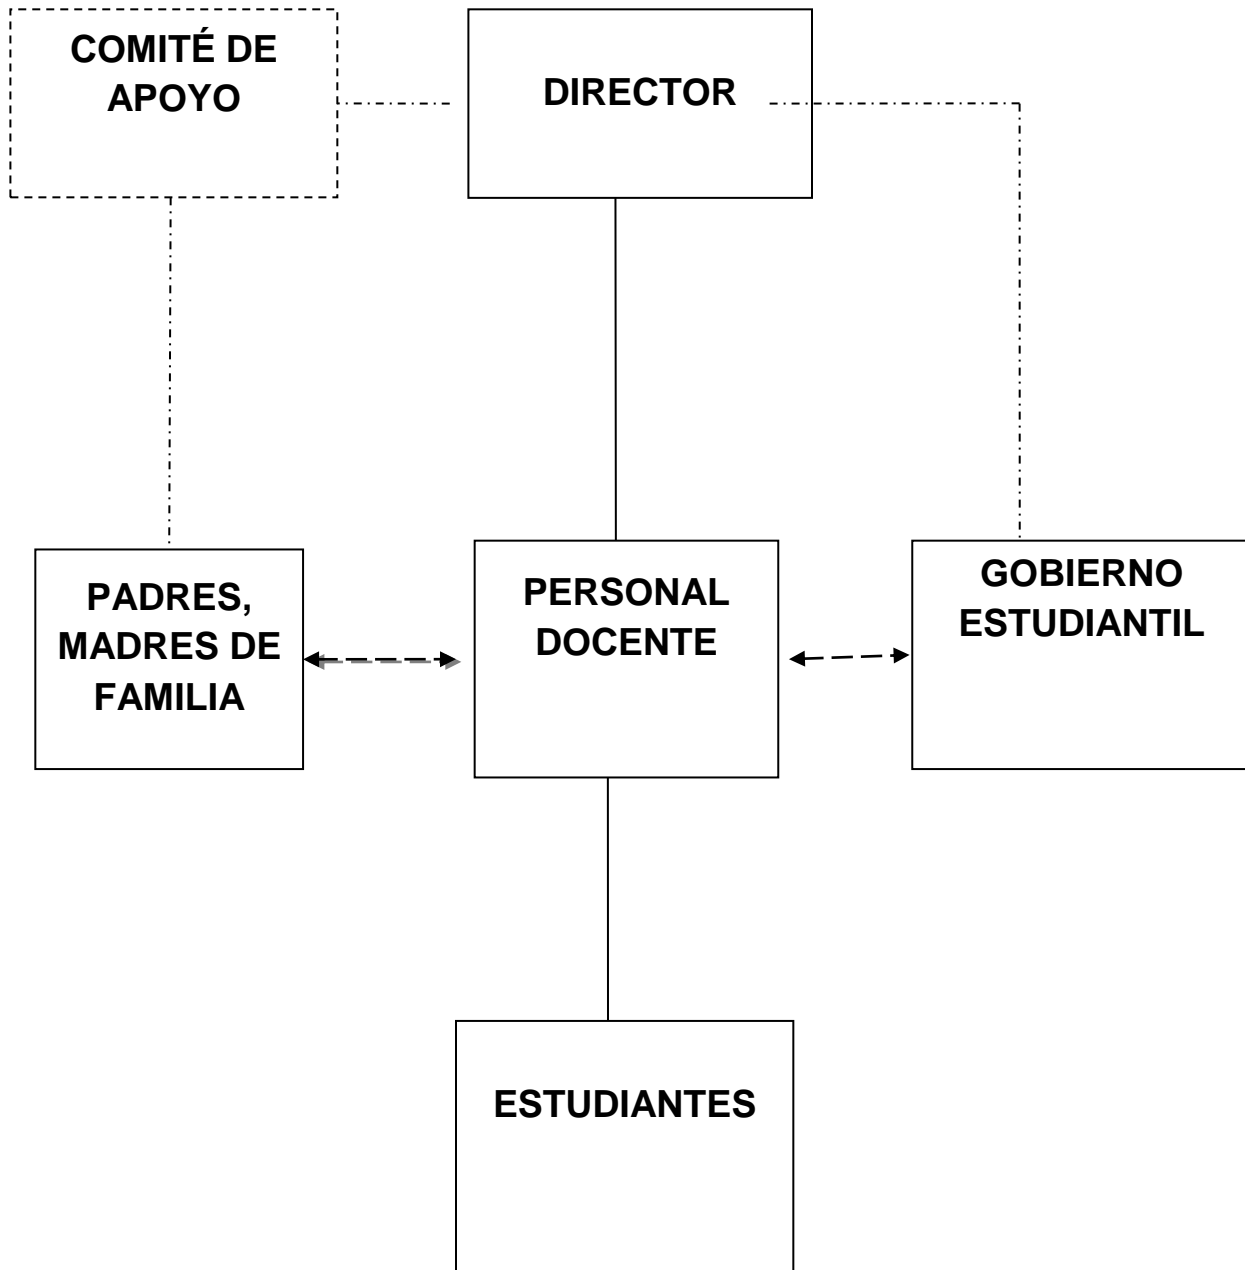 COMITÉ DE
APOYO
DIRECTOR
PADRES,
MADRES DE
FAMILIA
PERSONAL
DOCENTE
GOBIERNO
ESTUDIANTIL
ESTUDIANTES